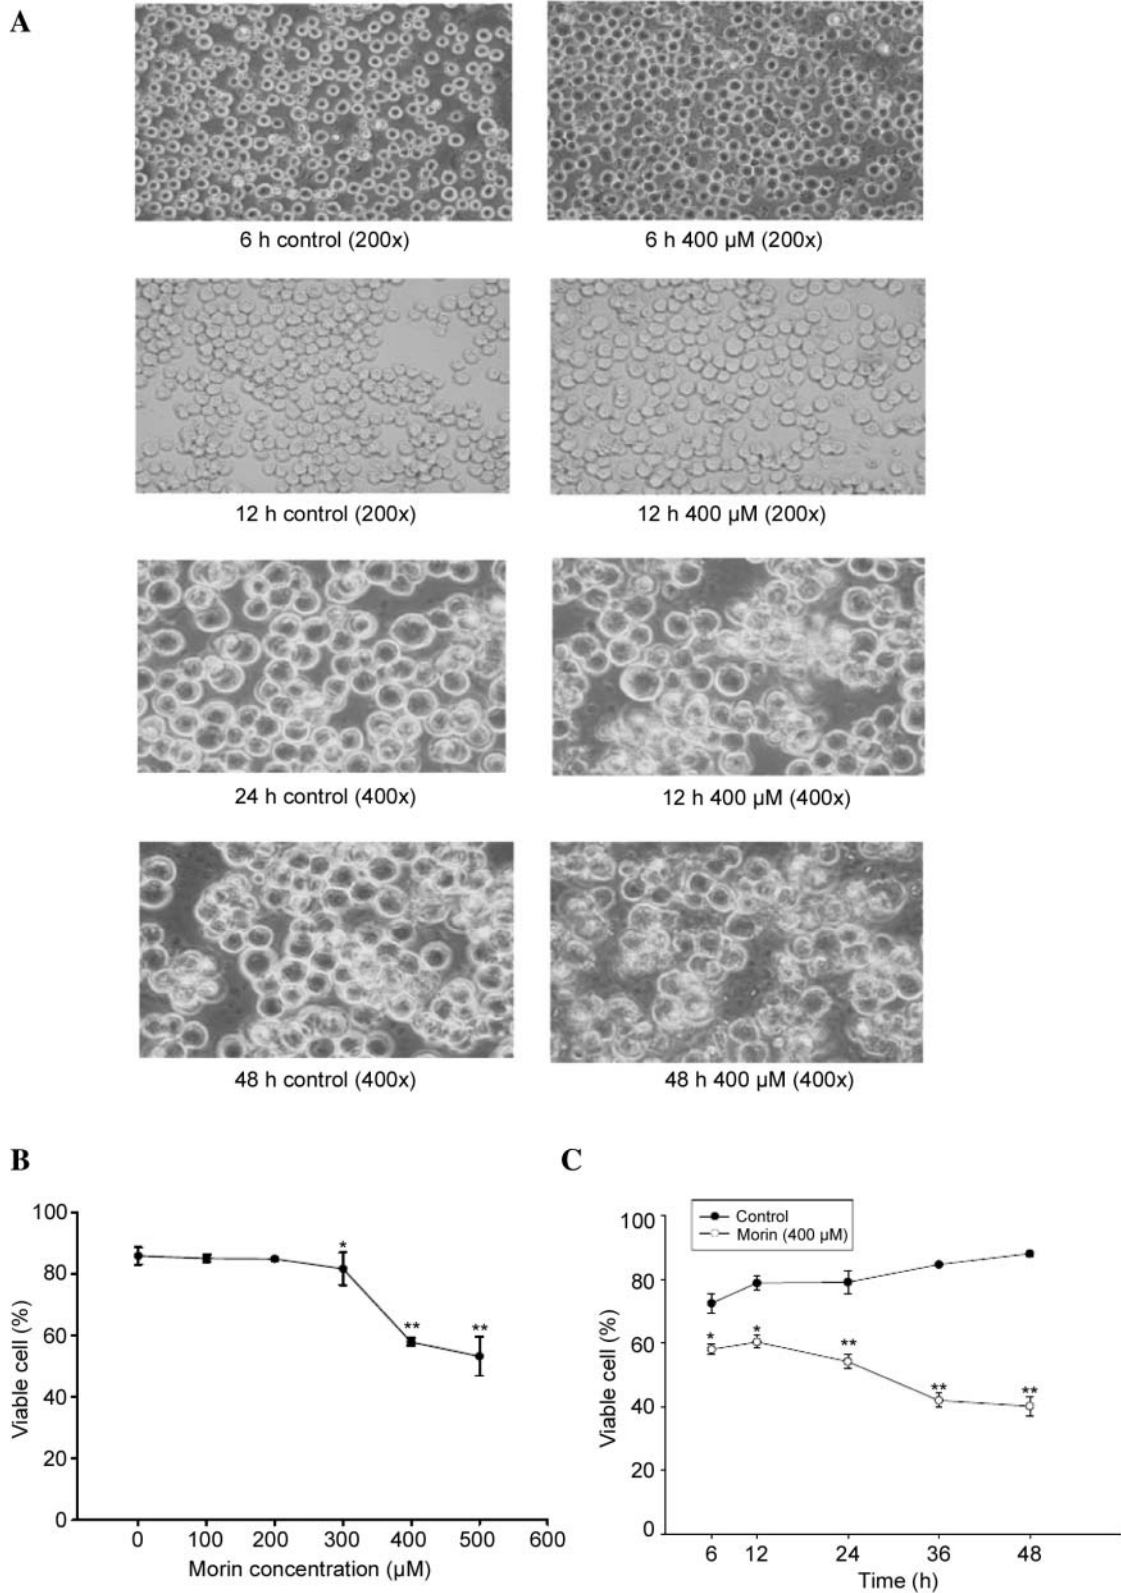 A
6 h control (200x)
6 h 400 µM (200x)
12 h control (200x)
12 h 400 µM (200x)
24 h control (400x)
12 h 400 µM (400x)
48 h control (400x)
48 h 400 µM (400x)
B
100
80
60
40
20
0
Viable cell (%)
*
**
**
0 100 200 300 400 500 600
Morin concentration (µM)
C
Control
Morin (400 µM)
100
80
60
40
20
0
Viable cell (%)
*
*
**
**
**
6 12 24 36 48
Time (h)